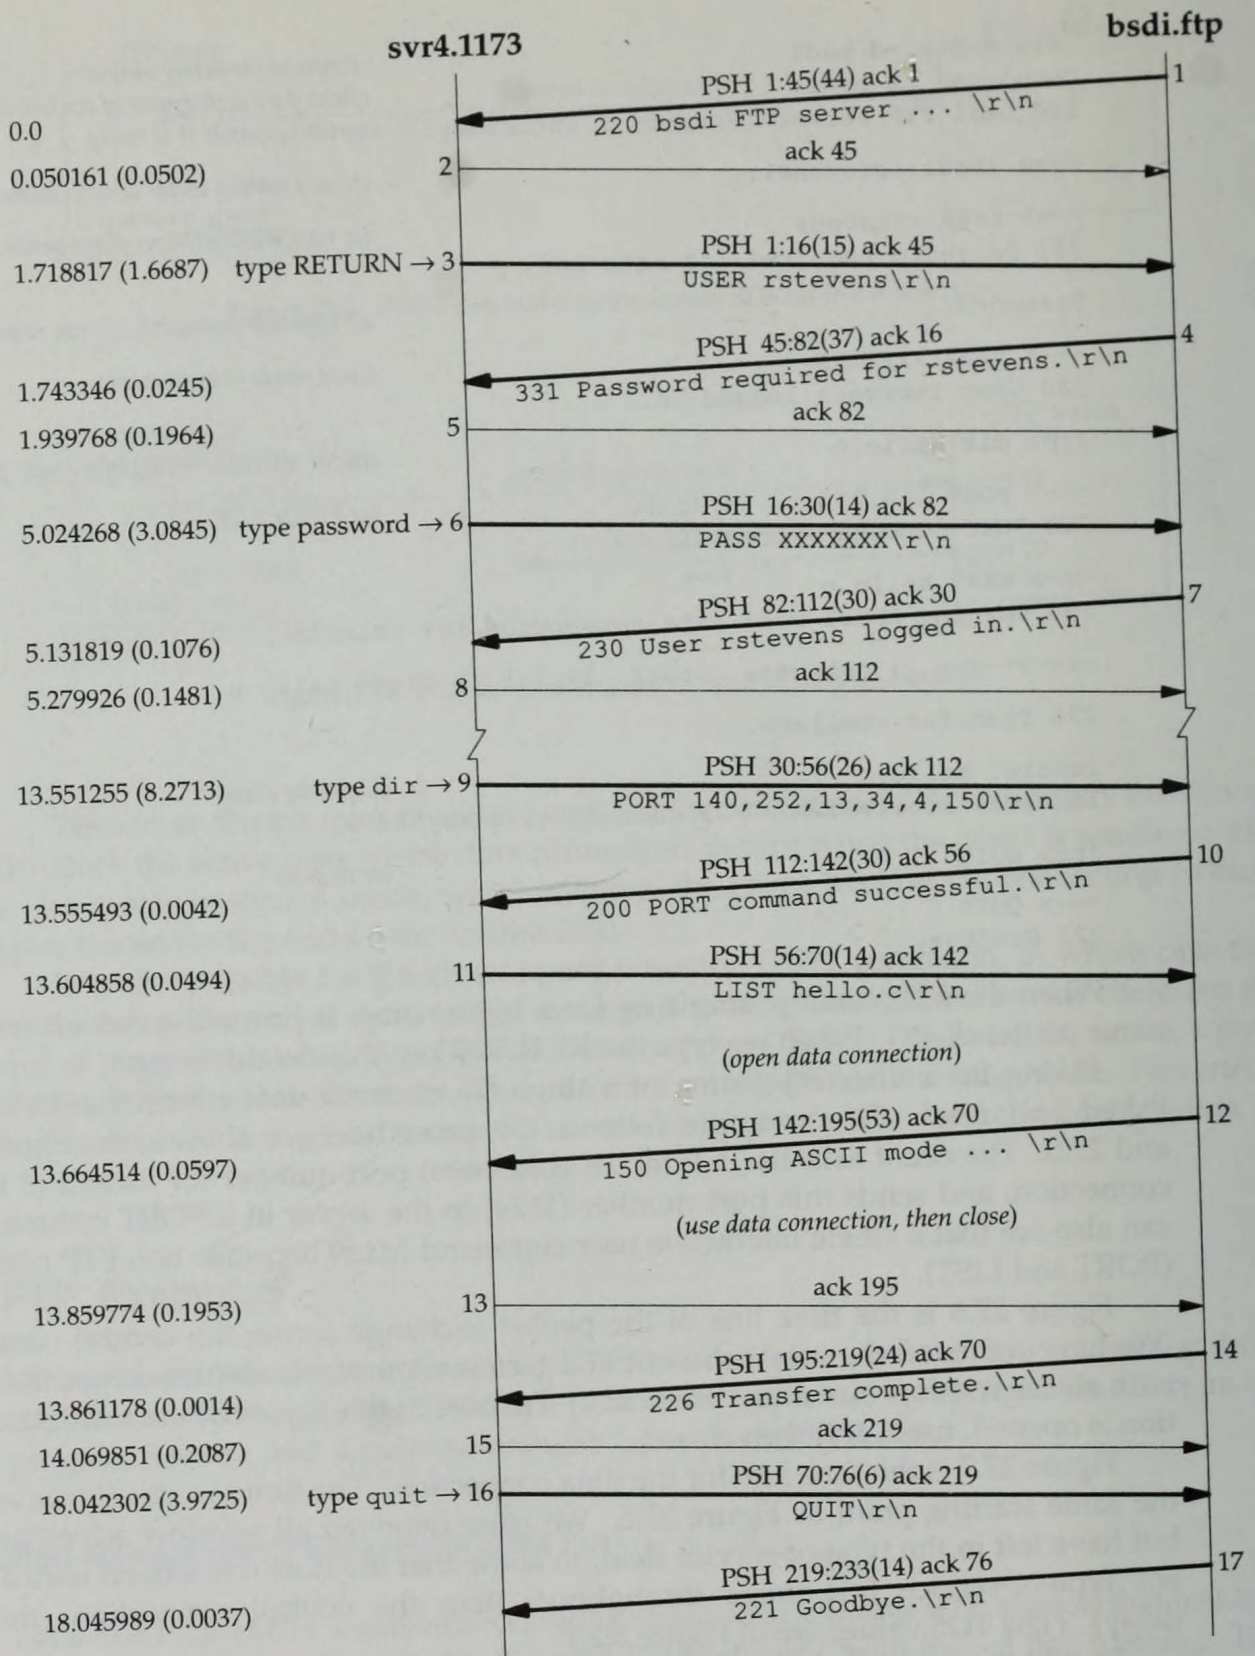 svr4.1173
bsdi.ftp
PSH 1:45(44) ack 1
1
0.0
220 bsdi FTP server ... \r\n
ack 45
0.050161 (0.0502)
2
PSH 1:16(15) ack 45
1.718817 (1.6687) type RETURN → 3
USER rstevens\r\n
PSH 45:82(37) ack 16
4
1.743346 (0.0245)
331 Password required for rstevens.\r\n
ack 82
1.939768 (0.1964)
5
PSH 16:30(14) ack 82
5.024268 (3.0845) type password → 6
PASS XXXXXXX\r\n
PSH 82:112(30) ack 30
7
5.131819 (0.1076)
230 User rstevens logged in.\r\n
ack 112
5.279926 (0.1481)
8
PSH 30:56(26) ack 112
13.551255 (8.2713) type dir → 9
PORT 140,252,13,34,4,150\r\n
PSH 112:142(30) ack 56
10
13.555493 (0.0042)
200 PORT command successful.\r\n
PSH 56:70(14) ack 142
13.604858 (0.0494)
11
LIST hello.c\r\n
(open data connection)
PSH 142:195(53) ack 70
12
13.664514 (0.0597)
150 Opening ASCII mode ... \r\n
(use data connection, then close)
ack 195
13.859774 (0.1953)
13
PSH 195:219(24) ack 70
14
13.861178 (0.0014)
226 Transfer complete.\r\n
ack 219
14.069851 (0.2087)
15
PSH 70:76(6) ack 219
18.042302 (3.9725) type quit → 16
QUIT\r\n
PSH 219:233(14) ack 76
17
18.045989 (0.0037)
221 Goodbye.\r\n